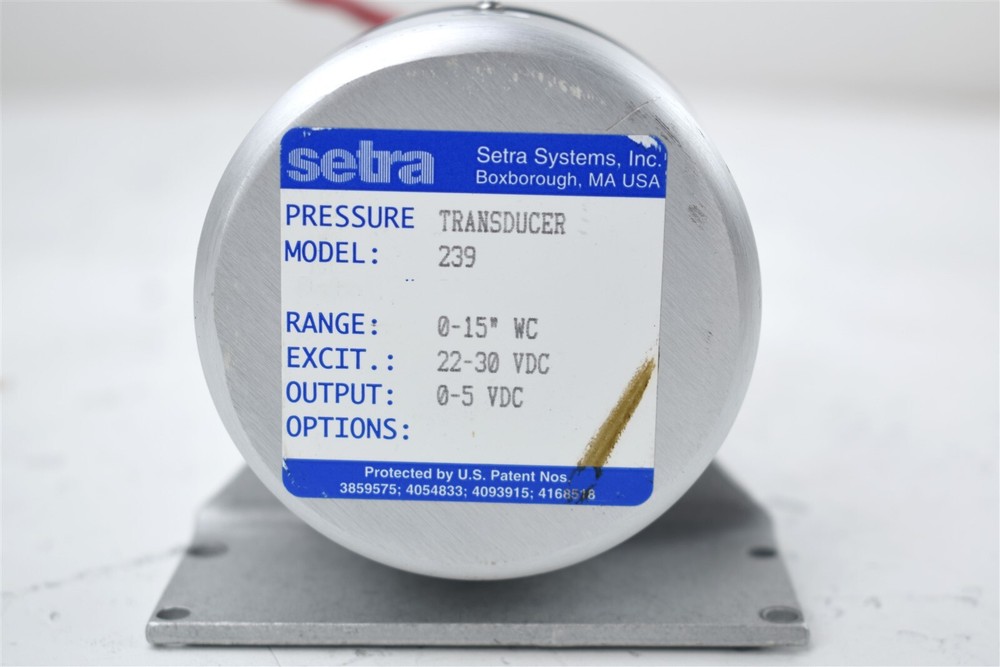 setra
Setra Systems, Inc.
Boxborough, MA USA
PRESSURE TRANSDUCER
MODEL: 239
RANGE: 0-15" WC
EXCIT.: 22-30 VDC
OUTPUT: 0-5 VDC
OPTIONS:
Protected by U.S. Patent Nos.
3859575; 4054833; 4093915;